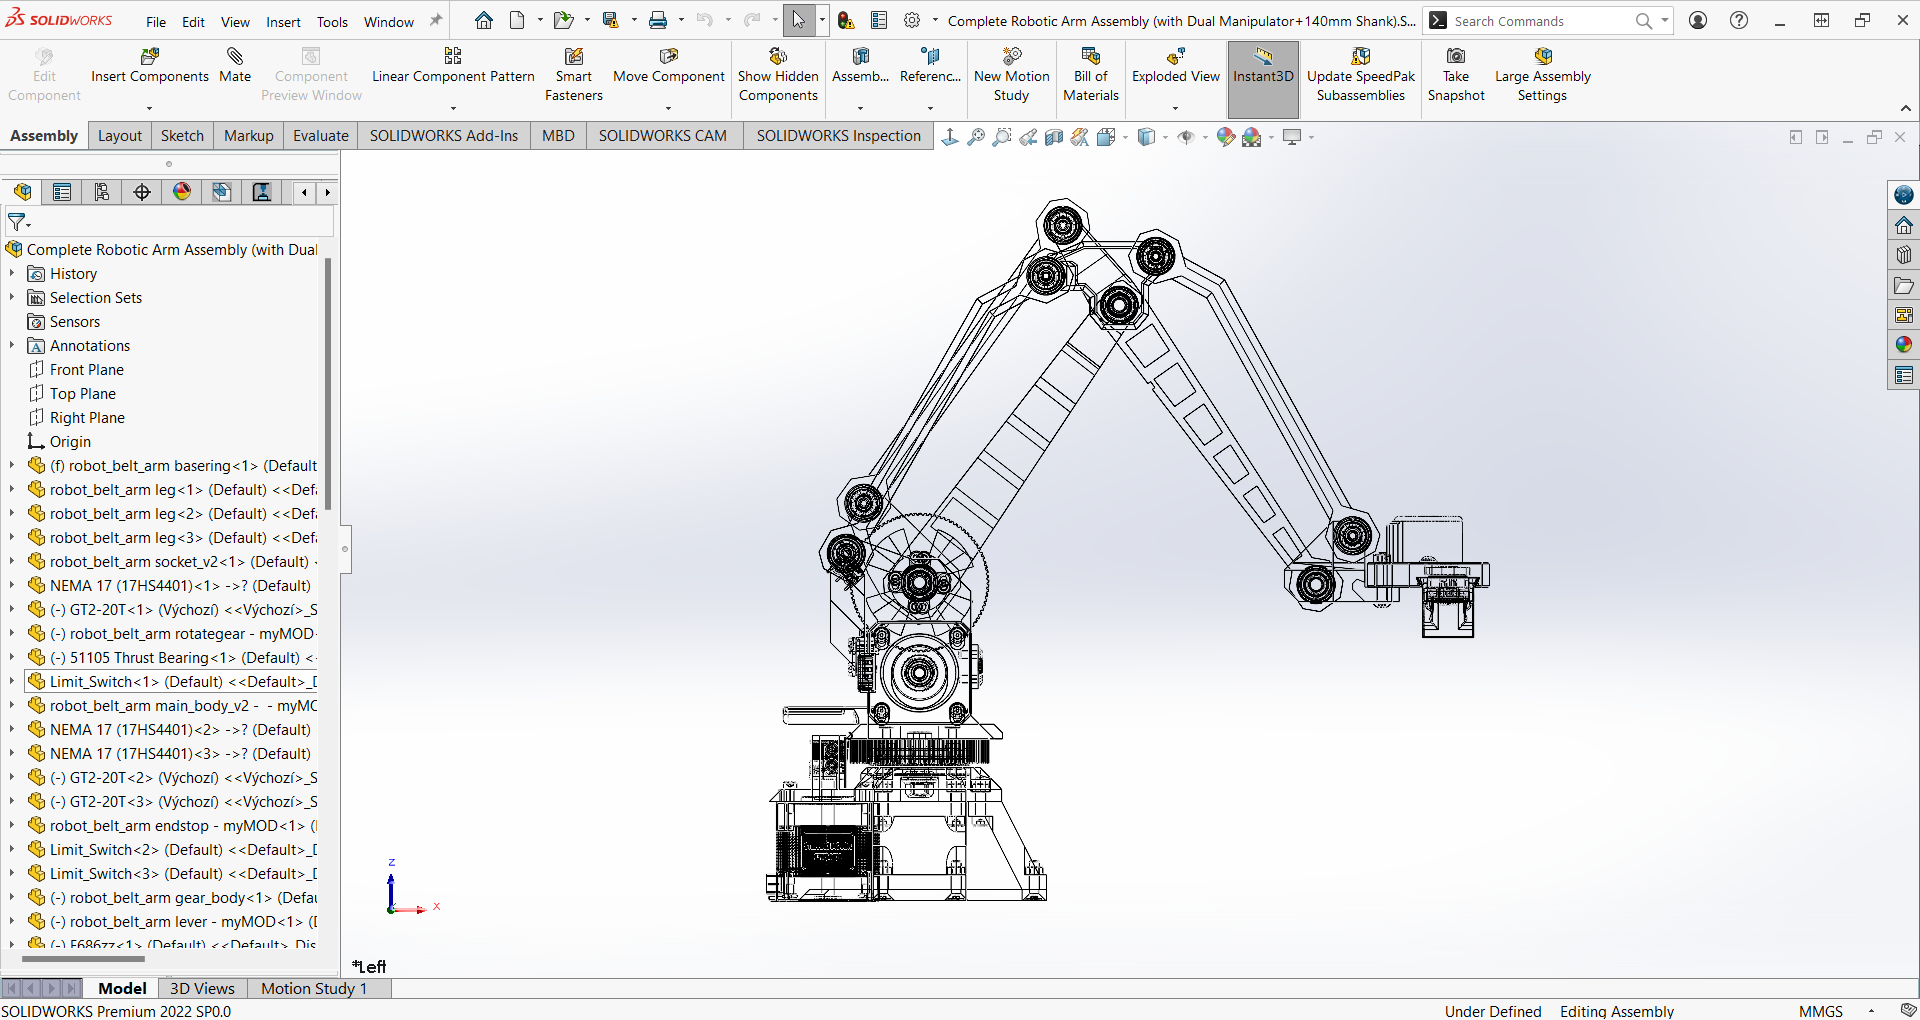 SOLIDWORKS File Edit View Insert Tools Window Complete Robotic Arm Assembly (with Dual Manipulator+140mm Shank).S... Search Commands
Edit Component Insert Components Mate Component Preview Window Linear Component Pattern Smart Fasteners Move Component Show Hidden Components Assemb... Referenc... New Motion Study Bill of Materials Exploded View Instant3D Update SpeedPak Subassemblies Take Snapshot Large Assembly Settings
Assembly Layout Sketch Markup Evaluate SOLIDWORKS Add-Ins MBD SOLIDWORKS CAM SOLIDWORKS Inspection
Complete Robotic Arm Assembly (with Dual
History
Selection Sets
Sensors
Annotations
Front Plane
Top Plane
Right Plane
Origin
(f) robot_belt_arm basering<1> (Default
robot_belt_arm leg<1> (Default) <<Defa
robot_belt_arm leg<2> (Default) <<Defa
robot_belt_arm leg<3> (Default) <<Defa
robot_belt_arm socket_v2<1> (Default) <
NEMA 17 (17HS4401)<1> ->? (Default)
(-) GT2-20T<1> (Výchozí) <<Výchozí>_S
(-) robot_belt_arm rotategear - myMOD
(-) 51105 Thrust Bearing<1> (Default) <
Limit_Switch<1> (Default) <<Default>_D
robot_belt_arm main_body_v2 - - myMO
NEMA 17 (17HS4401)<2> ->? (Default)
NEMA 17 (17HS4401)<3> ->? (Default)
(-) GT2-20T<2> (Výchozí) <<Výchozí>_S
(-) GT2-20T<3> (Výchozí) <<Výchozí>_S
robot_belt_arm endstop - myMOD<1> (
Limit_Switch<2> (Default) <<Default>_D
Limit_Switch<3> (Default) <<Default>_D
(-) robot_belt_arm gear_body<1> (Defau
(-) robot_belt_arm lever - myMOD<1> (D
(-) F686zz<1> (Default) <<Default>_Dis
z
x
*Left
Model 3D Views Motion Study 1
SOLIDWORKS Premium 2022 SP0.0 Under Defined Editing Assembly MMGS